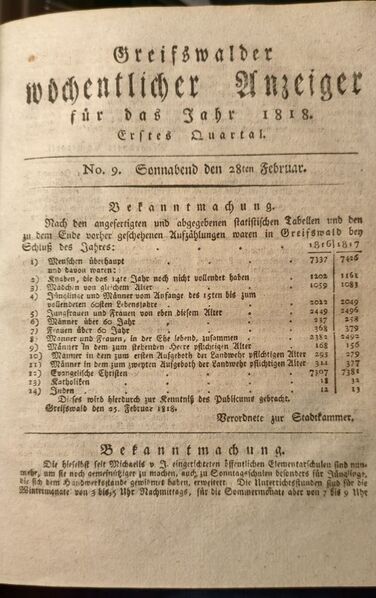 Greifswalder
wöchentlicher Anzeiger
für das Jahr 1818.
Erstes Quartal.
No. 9. Sonnabend den 28ten Februar.
Bekanntmachung.
Nach den angefertigten und abgegebenen statistischen Tabellen und den
zu dem Ende vorher geschehenen Aufzählungen waren in Greifswald bey
Schluß des Jahres: 1816 1817
1) Menschen überhaupt 7337 7426
und davon waren:
2) Knaben, die das 14te Jahr noch nicht vollendet haben 1202 1161
3) Mädchen von gleichem Alter 1059 1083
4) Jünglinge und Männer vom Anfange des 15ten bis zum
vollendeten 60sten Lebensjahre 2022 2049
5) Jungfrauen und Frauen von eben diesem Alter 2449 2496
6) Männer über 60 Jahr 237 258
7) Frauen über 60 Jahr 368 379
8) Männer und Frauen, in der Ehe lebend, zusammen 2382 2492
9) Männer in dem zum stehenden Heere pflichtigen Alter 168 156
10) Männer in dem zum ersten Aufgeboth der Landwehr pflichtigen Alter 293 279
11) Männer in dem zum zweyten Aufgeboth der Landwehr pflichtigen Alter 322 377
12) Evangelische Christen 7307 7381
13) Katholiken 18 32
14) Juden 12 13
Dies wird hierdurch zur Kenntniß des Publicums gebracht.
Greifswald den 25. Februar 1818.
Verordnete zur Stadtkammer.
Bekanntmachung.
Die hieselbst seit Michaelis v. J. eingerichteten öffentlichen Elementarschulen sind nun-
mehr, um sie noch gemeinnütziger zu machen, auch zu Sonntagsschulen besonders für Jünglinge,
die sich dem Handwerksstande gewidmet haben, erweitert. Die Unterrichtsstunden sind für die
Wintermonate von 3 bis 5 Uhr Nachmittags, für die Sommermonate aber von 7 bis 9 Uhr